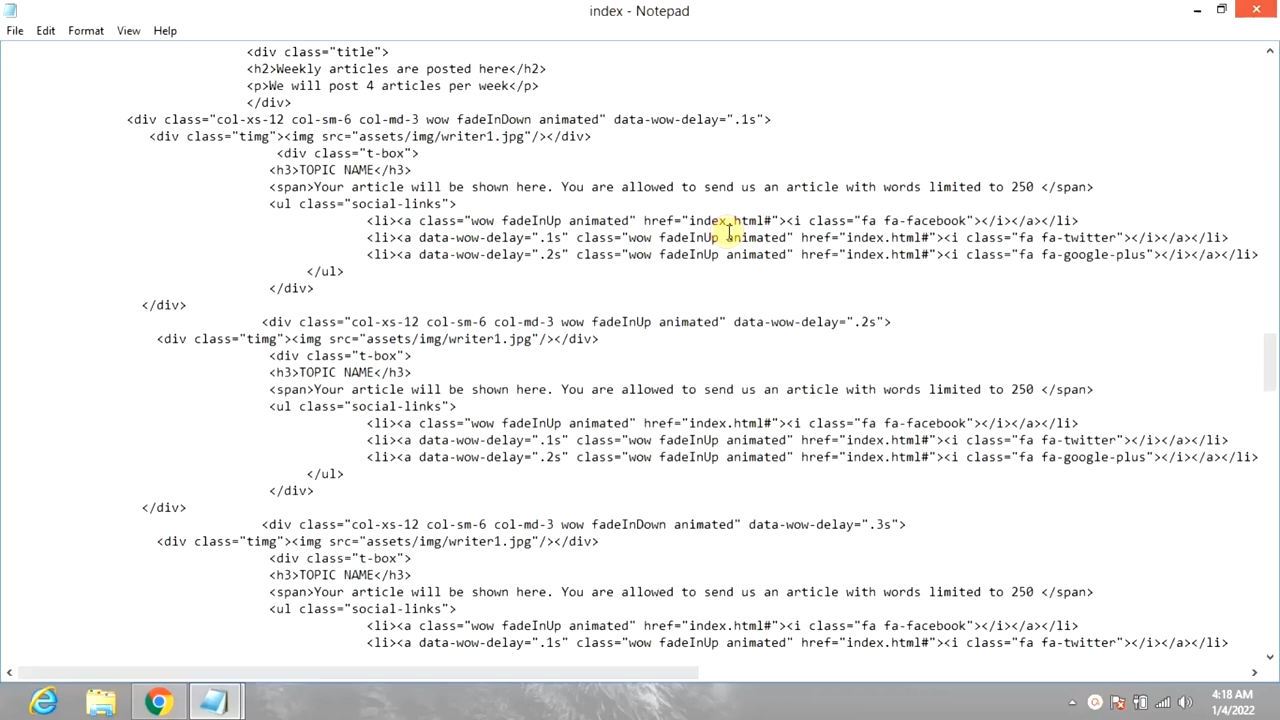 index - Notepad
File Edit Format View Help
<div class="title">
<h2>Weekly articles are posted here</h2>
<p>We will post 4 articles per week</p>
</div>
<div class="col-xs-12 col-sm-6 col-md-3 wow fadeInDown animated" data-wow-delay=".1s">
<div class="timg"><img src="assets/img/writer1.jpg"/></div>
<div class="t-box">
<h3>TOPIC NAME</h3>
<span>Your article will be shown here. You are allowed to send us an article with words limited to 250 </span>
<ul class="social-links">
<li><a class="wow fadeInUp animated" href="index.html#"><i class="fa fa-facebook"></i></a></li>
<li><a data-wow-delay=".1s" class="wow fadeInUp animated" href="index.html#"><i class="fa fa-twitter"></i></a></li>
<li><a data-wow-delay=".2s" class="wow fadeInUp animated" href="index.html#"><i class="fa fa-google-plus"></i></a></li>
</ul>
</div>
</div>
<div class="col-xs-12 col-sm-6 col-md-3 wow fadeInUp animated" data-wow-delay=".2s">
<div class="timg"><img src="assets/img/writer1.jpg"/></div>
<div class="t-box">
<h3>TOPIC NAME</h3>
<span>Your article will be shown here. You are allowed to send us an article with words limited to 250 </span>
<ul class="social-links">
<li><a class="wow fadeInUp animated" href="index.html#"><i class="fa fa-facebook"></i></a></li>
<li><a data-wow-delay=".1s" class="wow fadeInUp animated" href="index.html#"><i class="fa fa-twitter"></i></a></li>
<li><a data-wow-delay=".2s" class="wow fadeInUp animated" href="index.html#"><i class="fa fa-google-plus"></i></a></li>
</ul>
</div>
</div>
<div class="col-xs-12 col-sm-6 col-md-3 wow fadeInDown animated" data-wow-delay=".3s">
<div class="timg"><img src="assets/img/writer1.jpg"/></div>
<div class="t-box">
<h3>TOPIC NAME</h3>
<span>Your article will be shown here. You are allowed to send us an article with words limited to 250 </span>
<ul class="social-links">
<li><a class="wow fadeInUp animated" href="index.html#"><i class="fa fa-facebook"></i></a></li>
<li><a data-wow-delay=".1s" class="wow fadeInUp animated" href="index.html#"><i class="fa fa-twitter"></i></a></li>
4:18 AM
1/4/2022